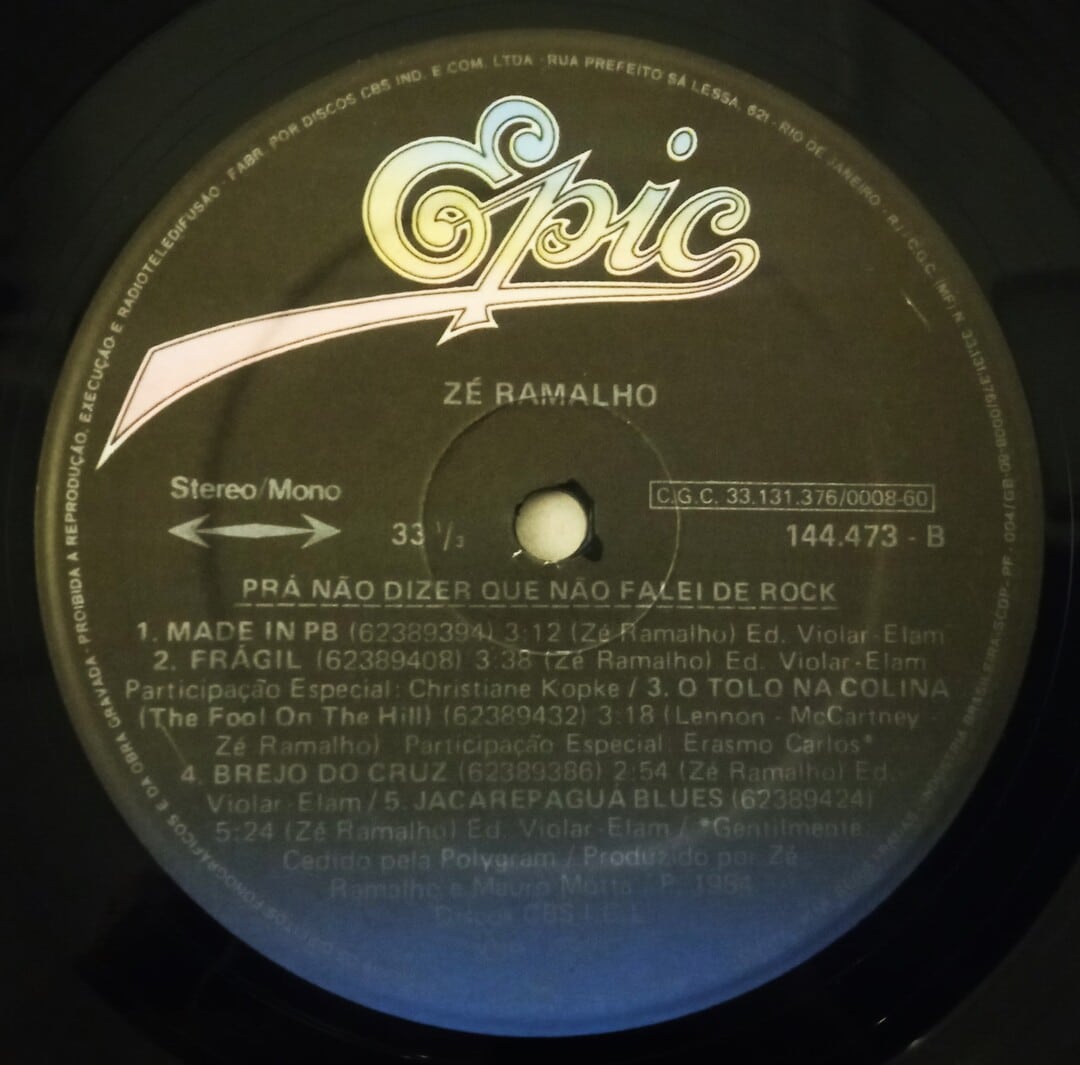 FABR. POR DISCOS CBS IND. E COM. LTDA · RUA PREFEITO SÁ LESSA, 621 - RIO DE JANEIRO - RJ - C.G.C. (MF) N. 33.131.376/0001
PROIBIDA A REPRODUÇÃO, EXECUÇÃO E RADIOTELEDIFUSÃO
E DA OBRA GRAVADA
Epic
ZÉ RAMALHO
Stereo/Mono
C.G.C. 33.131.376/0008-60
33 1/3
144.473 - B
PRÁ NÃO DIZER QUE NÃO FALEI DE ROCK
1. MADE IN PB (62389394) 3:12 (Zé Ramalho) Ed. Violar-Elam
2. FRÁGIL (62389408) 3:38 (Zé Ramalho) Ed. Violar-Elam
Participação Especial: Christiane Kopke / 3. O TOLO NA COLINA
(The Fool On The Hill) (62389432) 3:18 (Lennon - McCartney -
Zé Ramalho) Participação Especial: Erasmo Carlos*
4. BREJO DO CRUZ (62389386) 2:54 (Zé Ramalho) Ed.
Violar-Elam / 5. JACAREPAGUÁ BLUES (62389424)
5:24 (Zé Ramalho) Ed. Violar-Elam / *Gentilmente
Cedido pela Polygram / Produzido por Zé
Ramalho e Mauro Motta - P. 1984
Discos CBS I.E.L.